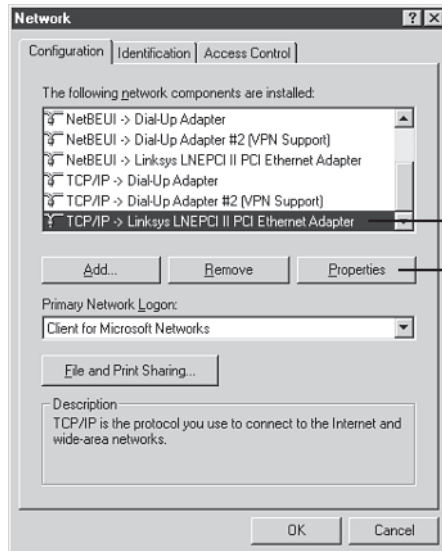 Network
Configuration Identification Access Control
The following network components are installed:
NetBEUI -> Dial-Up Adapter
NetBEUI -> Dial-Up Adapter #2 (VPN Support)
NetBEUI -> Linksys LNEPCI II PCI Ethernet Adapter
TCP/IP -> Dial-Up Adapter
TCP/IP -> Dial-Up Adapter #2 (VPN Support)
TCP/IP -> Linksys LNEPCI II PCI Ethernet Adapter
Add... Remove Properties
Primary Network Logon:
Client for Microsoft Networks
File and Print Sharing...
Description
TCP/IP is the protocol you use to connect to the Internet and
wide-area networks.
OK Cancel